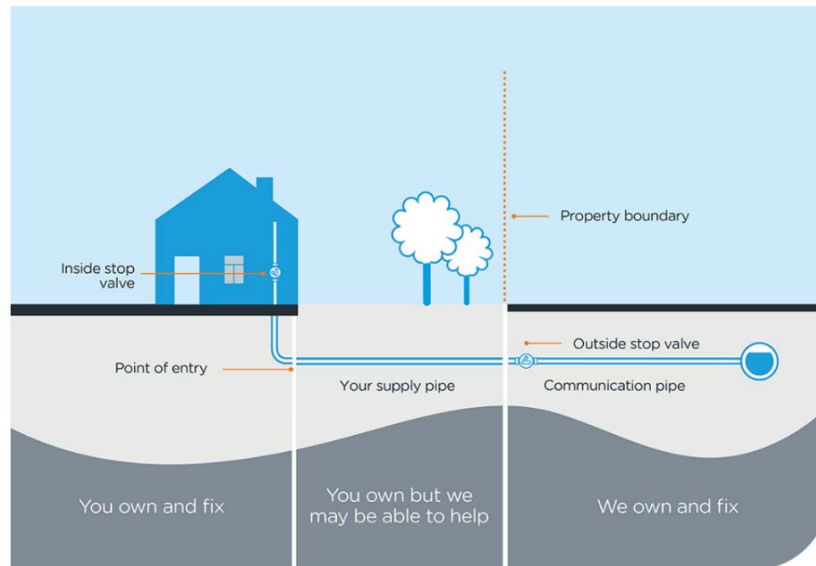 Property boundary
Inside stop
valve
Outside stop valve
Point of entry
Your supply pipe
Communication pipe
You own and fix
You own but we
may be able to help
We own and fix